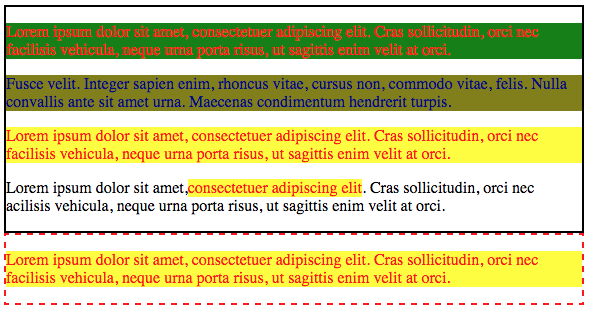 Lorem ipsum dolor sit amet, consectetuer adipiscing elit. Cras sollicitudin, orci nec
facilisis vehicula, neque urna porta risus, ut sagittis enim velit at orci.
Fusce velit. Integer sapien enim, rhoncus vitae, cursus non, commodo vitae, felis. Nulla
convallis ante sit amet urna. Maecenas condimentum hendrerit turpis.
Lorem ipsum dolor sit amet, consectetuer adipiscing elit. Cras sollicitudin, orci nec
facilisis vehicula, neque urna porta risus, ut sagittis enim velit at orci.
Lorem ipsum dolor sit amet,consectetuer adipiscing elit. Cras sollicitudin, orci nec
acilisis vehicula, neque urna porta risus, ut sagittis enim velit at orci.
Lorem ipsum dolor sit amet, consectetuer adipiscing elit. Cras sollicitudin, orci nec
facilisis vehicula, neque urna porta risus, ut sagittis enim velit at orci.